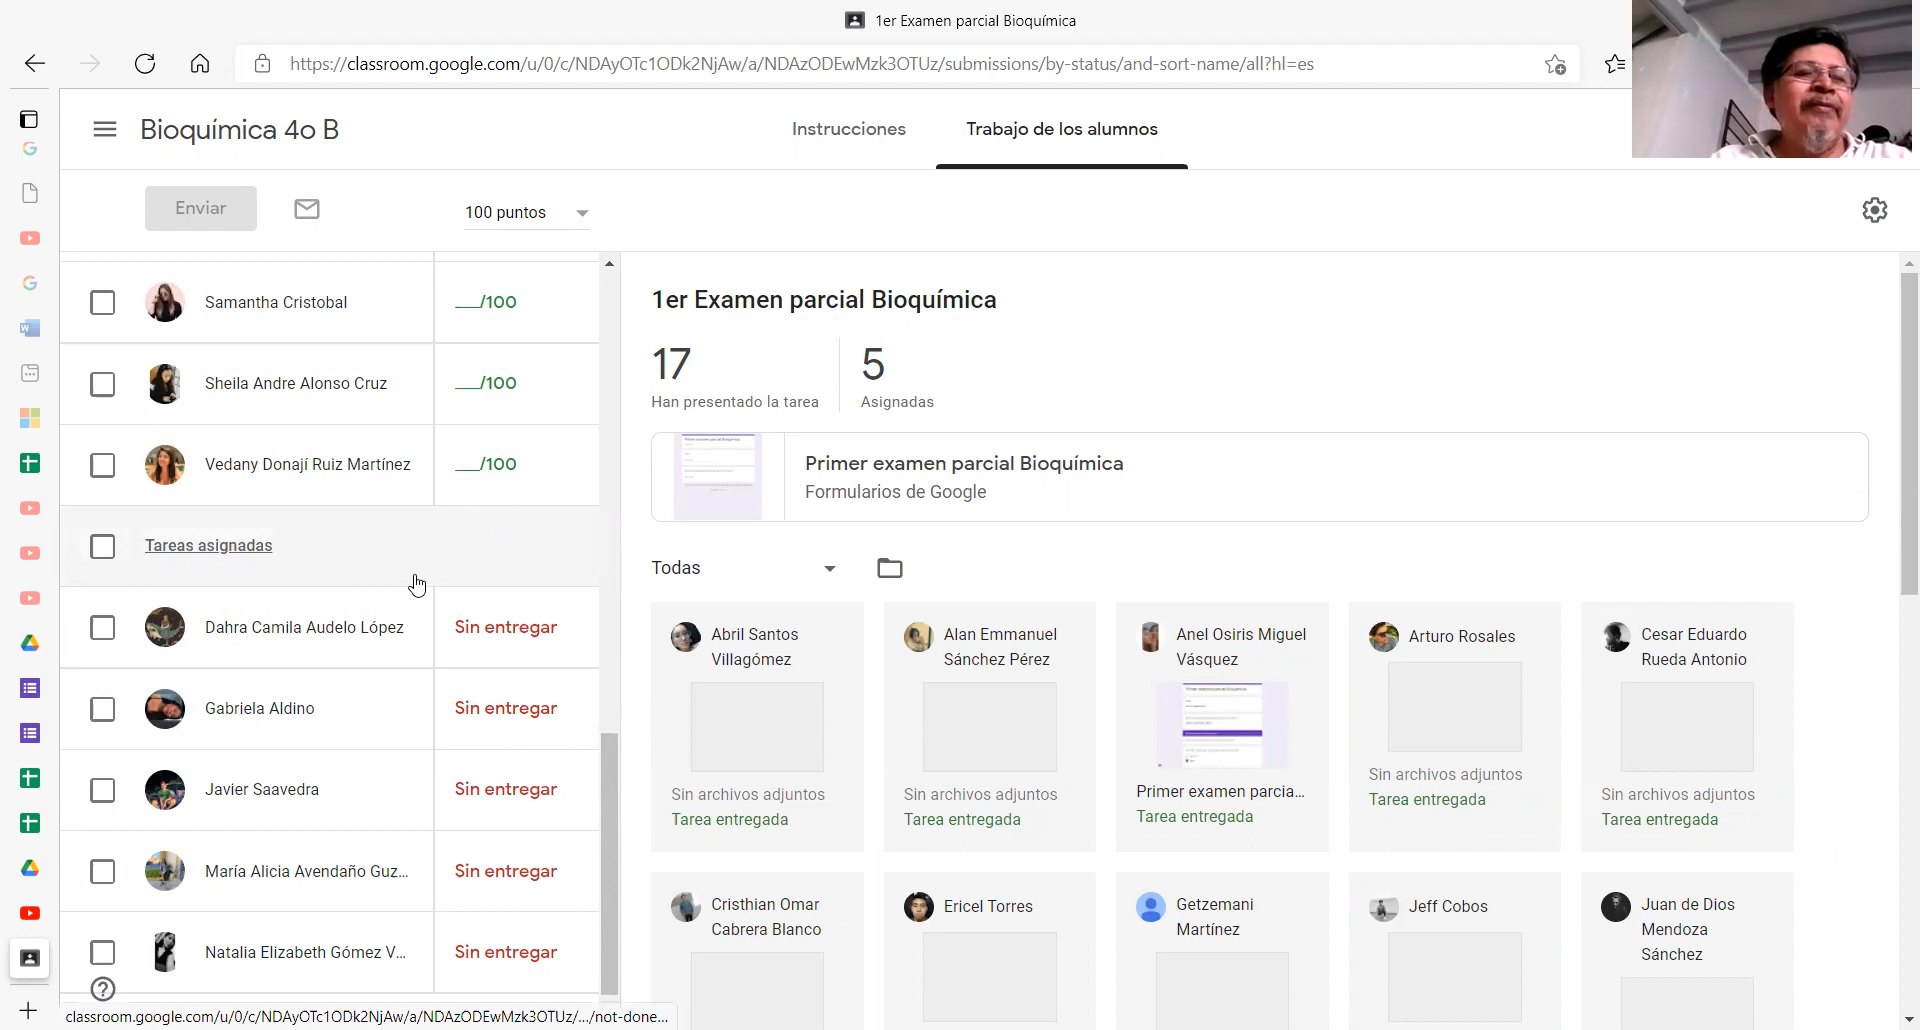 1er Examen parcial Bioquímica
https://classroom.google.com/u/0/c/NDAyOTc1ODk2NjAw/a/NDAzODEwMzk3OTUz/submissions/by-status/and-sort-name/all?hl=es
Bioquímica 4o B
Instrucciones
Trabajo de los alumnos
Enviar
100 puntos
Samantha Cristobal
___/100
Sheila Andre Alonso Cruz
___/100
Vedany Donají Ruiz Martínez
___/100
Tareas asignadas
Dahra Camila Audelo López
Sin entregar
Gabriela Aldino
Sin entregar
Javier Saavedra
Sin entregar
María Alicia Avendaño Guz...
Sin entregar
Natalia Elizabeth Gómez V...
Sin entregar
classroom.google.com/u/0/c/NDAyOTc1ODk2NjAw/a/NDAzODEwMzk3OTUz/.../not-done...
1er Examen parcial Bioquímica
17
Han presentado la tarea
5
Asignadas
Primer examen parcial Bioquímica
Formularios de Google
Todas
Abril Santos
Villagómez
Sin archivos adjuntos
Tarea entregada
Alan Emmanuel
Sánchez Pérez
Sin archivos adjuntos
Tarea entregada
Anel Osiris Miguel
Vásquez
Primer examen parcia...
Tarea entregada
Arturo Rosales
Sin archivos adjuntos
Tarea entregada
Cesar Eduardo
Rueda Antonio
Sin archivos adjuntos
Tarea entregada
Cristhian Omar
Cabrera Blanco
Ericel Torres
Getzemani
Martínez
Jeff Cobos
Juan de Dios
Mendoza
Sánchez